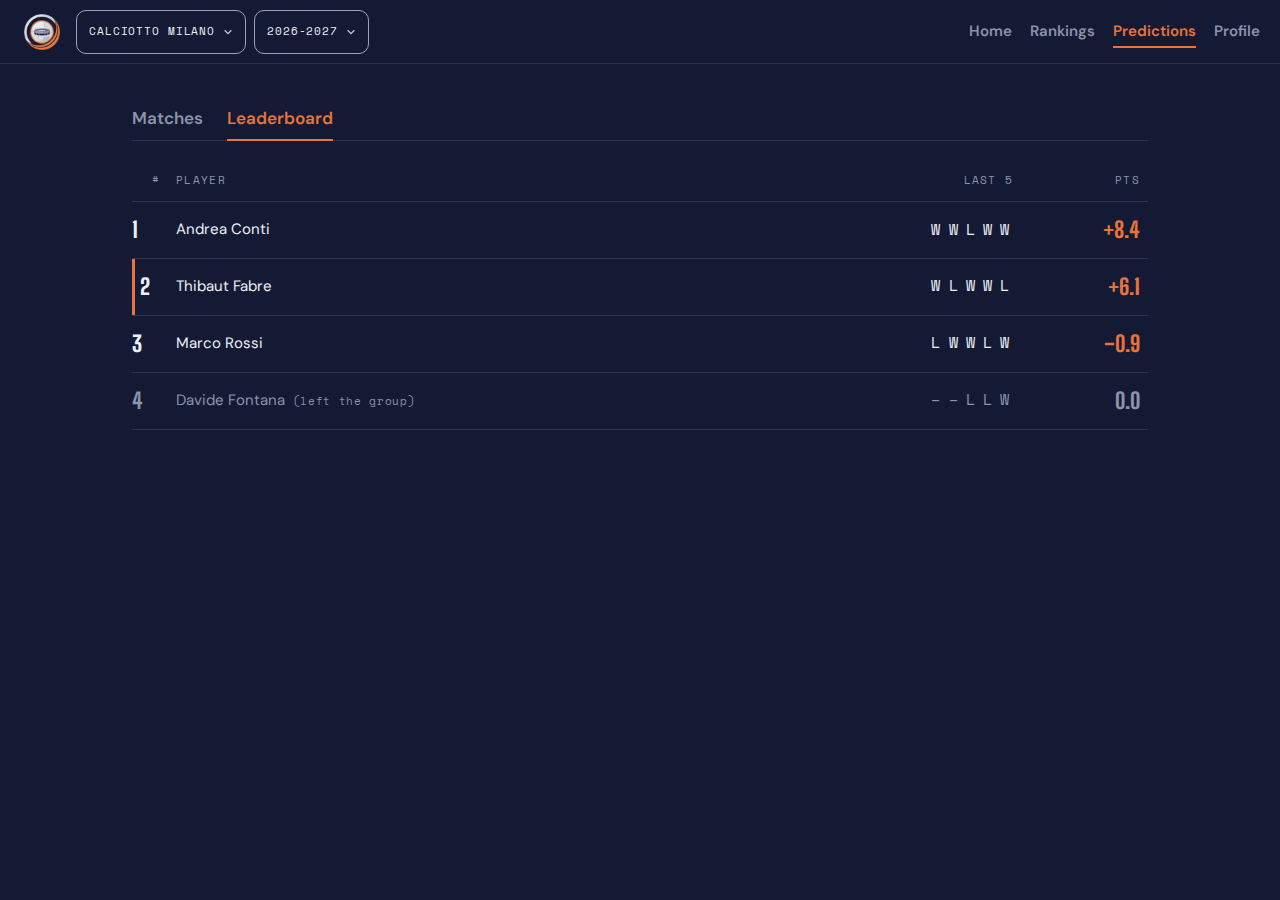 CALCIOTTO MILANO 2026-2027 Home Rankings Predictions Profile
Matches Leaderboard
# PLAYER LAST 5 PTS
1 Andrea Conti W W L W W +8.4
2 Thibaut Fabre W L W W L +6.1
3 Marco Rossi L W W L W −0.9
4 Davide Fontana (left the group) – – L L W 0.0